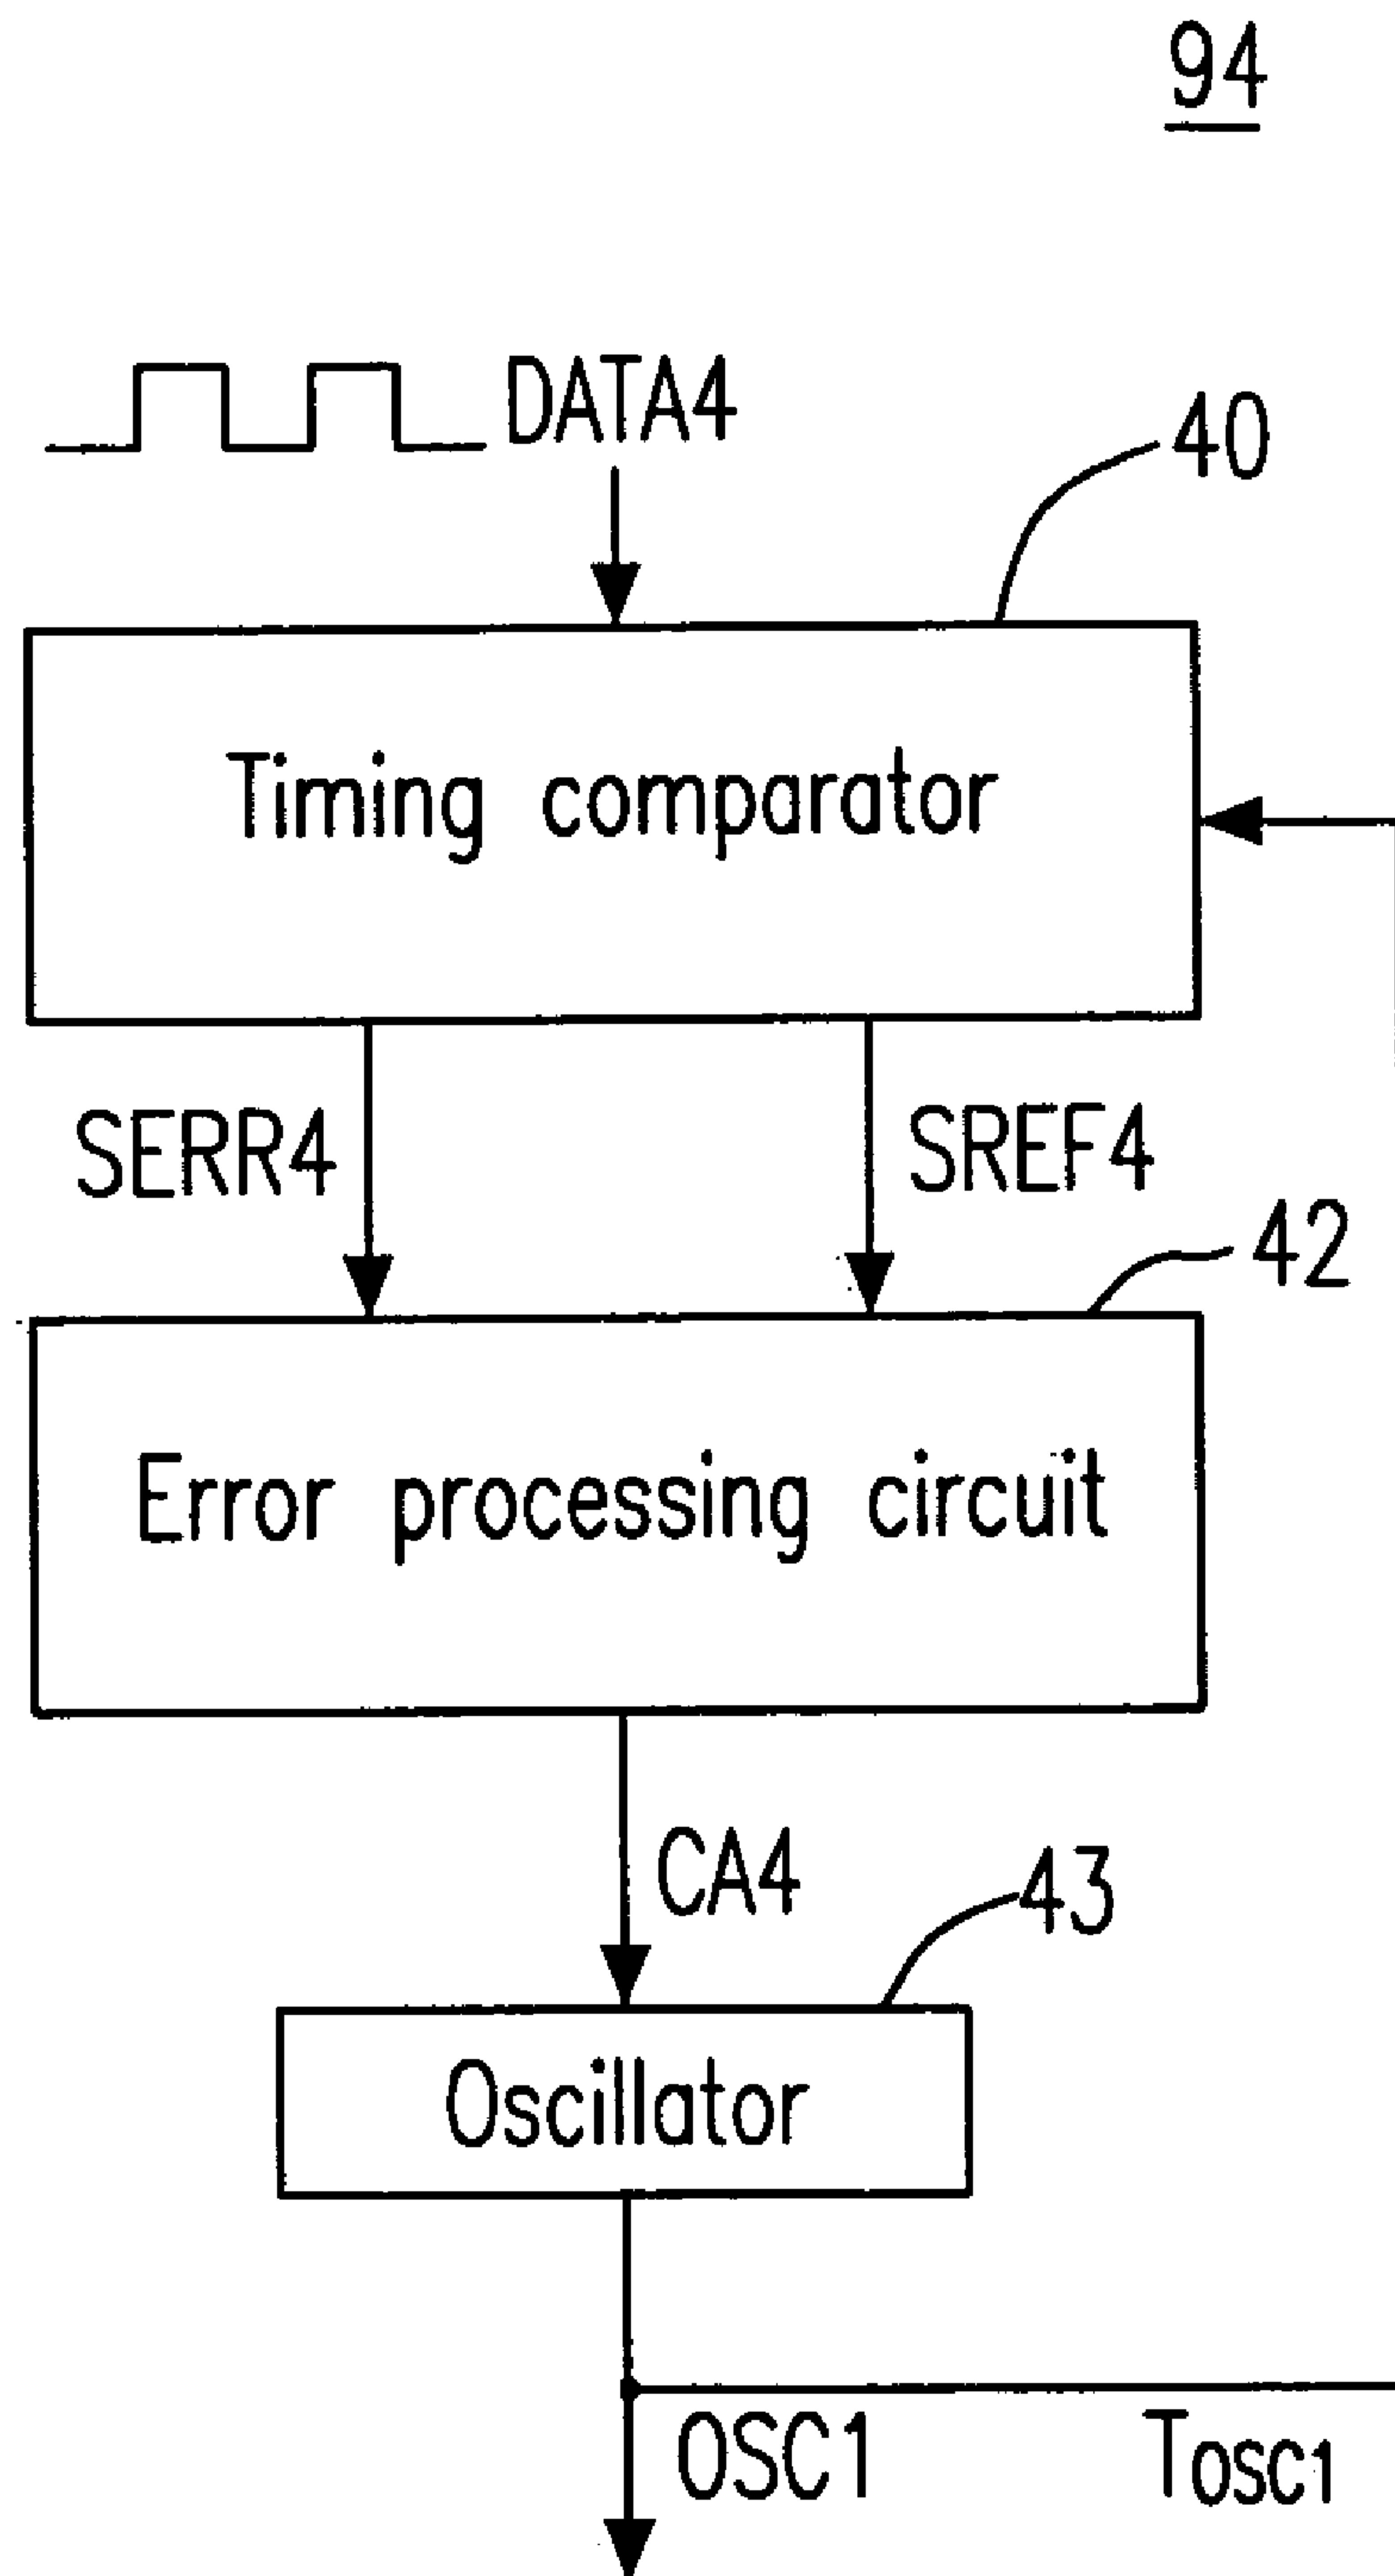 94
DATA4
40
Timing comparator
SERR4
SREF4
42
Error processing circuit
CA4
43
Oscillator
OSC1
TOSC1